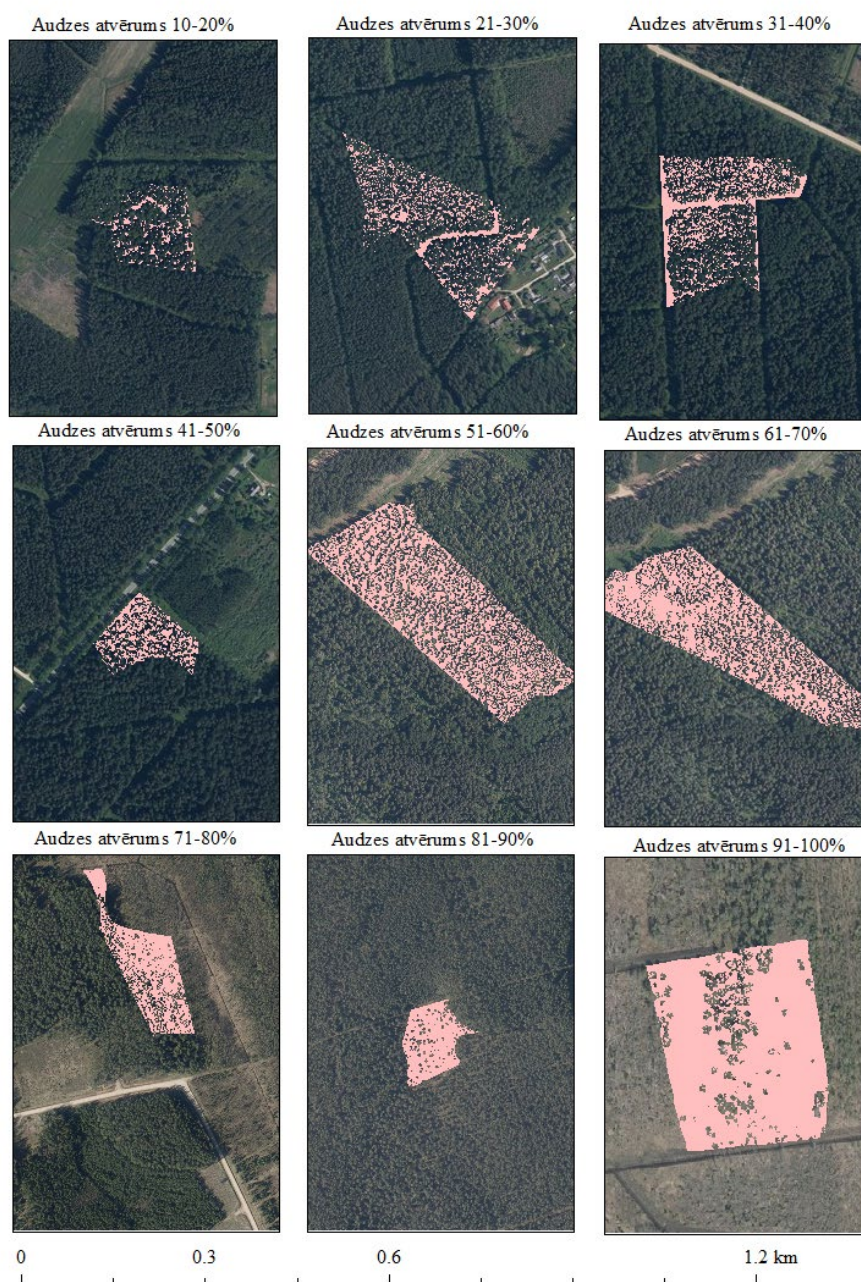 Audzes atvērums 10-20%
Audzes atvērums 21-30%
Audzes atvērums 31-40%
Audzes atvērums 41-50%
Audzes atvērums 51-60%
Audzes atvērums 61-70%
Audzes atvērums 71-80%
Audzes atvērums 81-90%
Audzes atvērums 91-100%
0 0.3 0.6 1.2 km